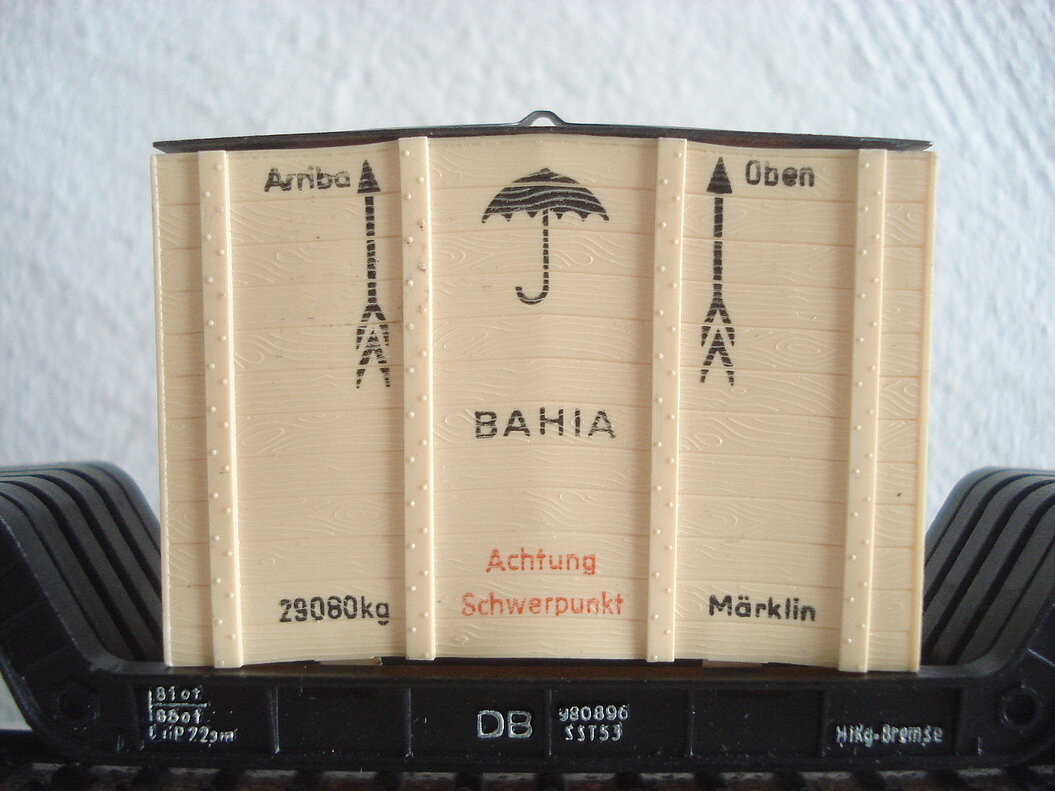 Arriba
Oben
BAHIA
Achtung
Schwerpunkt
29080kg
Märklin
DB
980896
SST53
Hikg-Bremse